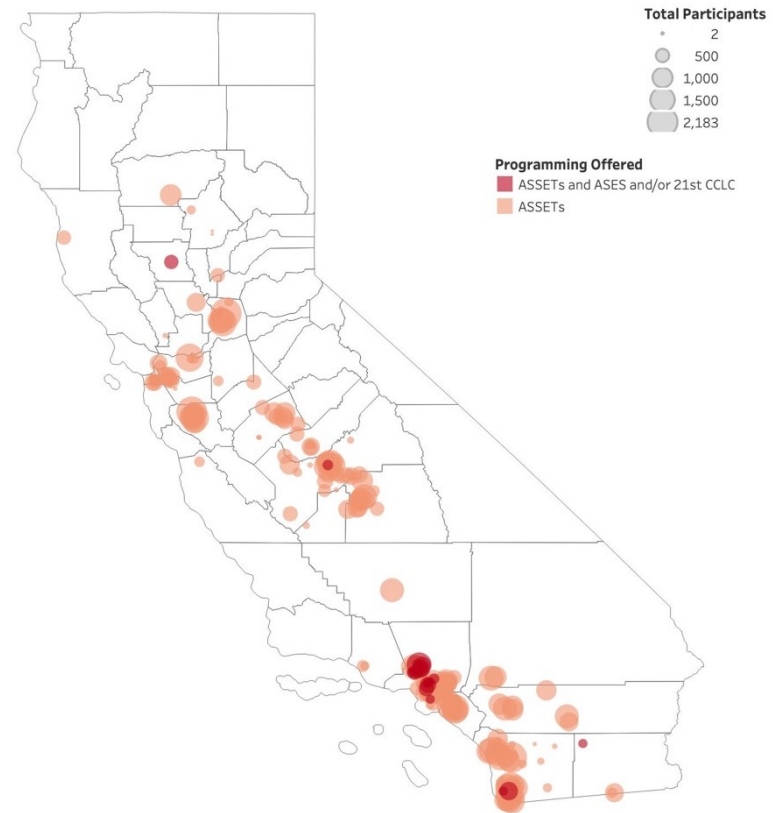 Total Participants
2
500
1,000
1,500
2,183
Programming Offered
ASSETs and ASES and/or 21st CCLC
ASSETs